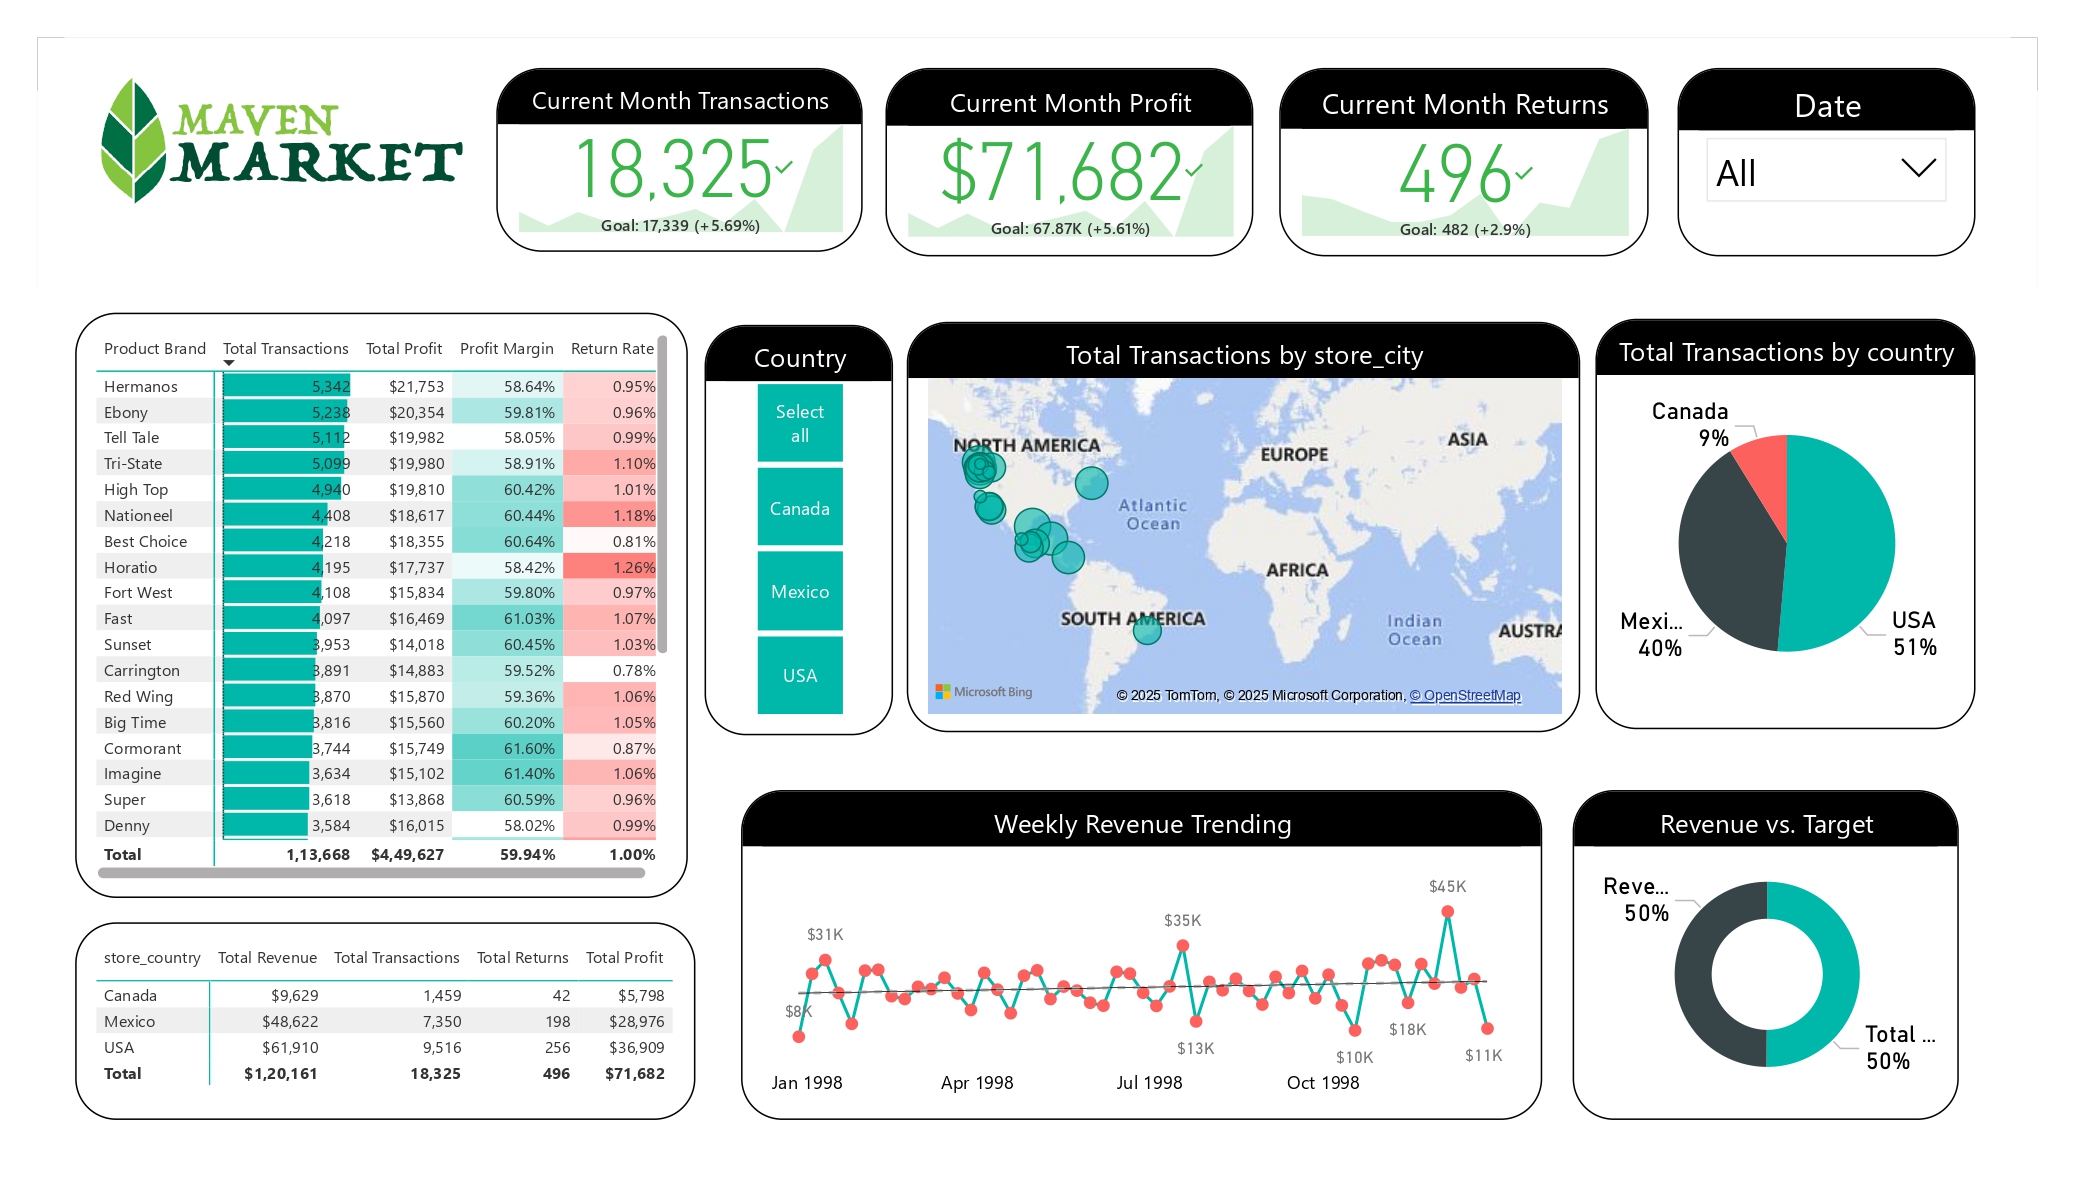 MAVEN
MARKET
Current Month Transactions
18,325
Goal: 17,339 (+5.69%)
Current Month Profit
$71,682
Goal: 67.87K (+5.61%)
Current Month Returns
496
Goal: 482 (+2.9%)
Date
All
Product Brand Total Transactions Total Profit Profit Margin Return Rate
Hermanos 5,342 $21,753 58.64% 0.95%
Ebony 5,238 $20,354 59.81% 0.96%
Tell Tale 5,112 $19,982 58.05% 0.99%
Tri-State 5,099 $19,980 58.91% 1.10%
High Top 4,940 $19,810 60.42% 1.01%
Nationeel 4,408 $18,617 60.44% 1.18%
Best Choice 4,218 $18,355 60.64% 0.81%
Horatio 4,195 $17,737 58.42% 1.26%
Fort West 4,108 $15,834 59.80% 0.97%
Fast 4,097 $16,469 61.03% 1.07%
Sunset 3,953 $14,018 60.45% 1.03%
Carrington 3,891 $14,883 59.52% 0.78%
Red Wing 3,870 $15,870 59.36% 1.06%
Big Time 3,816 $15,560 60.20% 1.05%
Cormorant 3,744 $15,749 61.60% 0.87%
Imagine 3,634 $15,102 61.40% 1.06%
Super 3,618 $13,868 60.59% 0.96%
Denny 3,584 $16,015 58.02% 0.99%
Total 1,13,668 $4,49,627 59.94% 1.00%
Country
Select
all
Canada
Mexico
USA
Total Transactions by store_city
NORTH AMERICA
EUROPE
ASIA
Atlantic
Ocean
AFRICA
SOUTH AMERICA
Indian
Ocean
AUSTRA
Microsoft Bing
© 2025 TomTom, © 2025 Microsoft Corporation, © OpenStreetMap
Total Transactions by country
Canada
9%
Mexi...
40%
USA
51%
store_country Total Revenue Total Transactions Total Returns Total Profit
Canada $9,629 1,459 42 $5,798
Mexico $48,622 7,350 198 $28,976
USA $61,910 9,516 256 $36,909
Total $1,20,161 18,325 496 $71,682
Weekly Revenue Trending
$45K
$35K
$31K
$8K
$18K
$13K
$10K
$11K
Jan 1998 Apr 1998 Jul 1998 Oct 1998
Revenue vs. Target
Reve...
50%
Total ...
50%